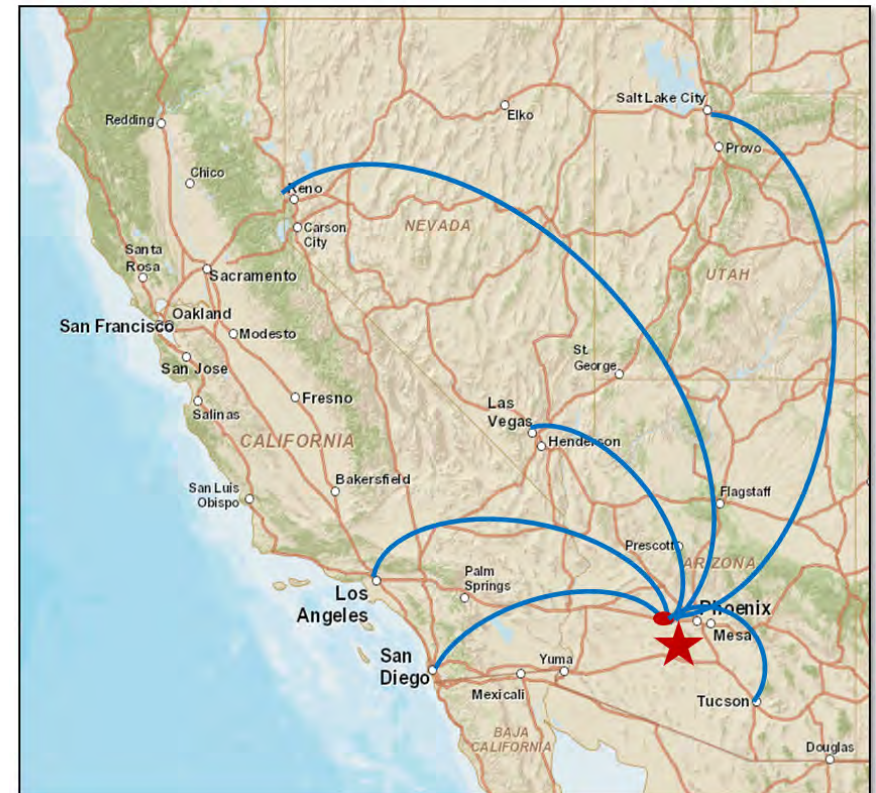 Redding
Chico
Reno
Carson
City
Elko
Salt Lake City
Provo
NEVADA
UTAH
Santa
Rosa
Sacramento
Oakland
San Francisco
Modesto
San Jose
Salinas
Fresno
CALIFORNIA
St.
George
Las
Vegas
Henderson
San Luis
Obispo
Bakersfield
Flagstaff
Prescott
ARIZONA
Los
Angeles
Palm
Springs
Phoenix
Mesa
San
Diego
Mexicali
Yuma
Tucson
BAJA
CALIFORNIA
Douglas